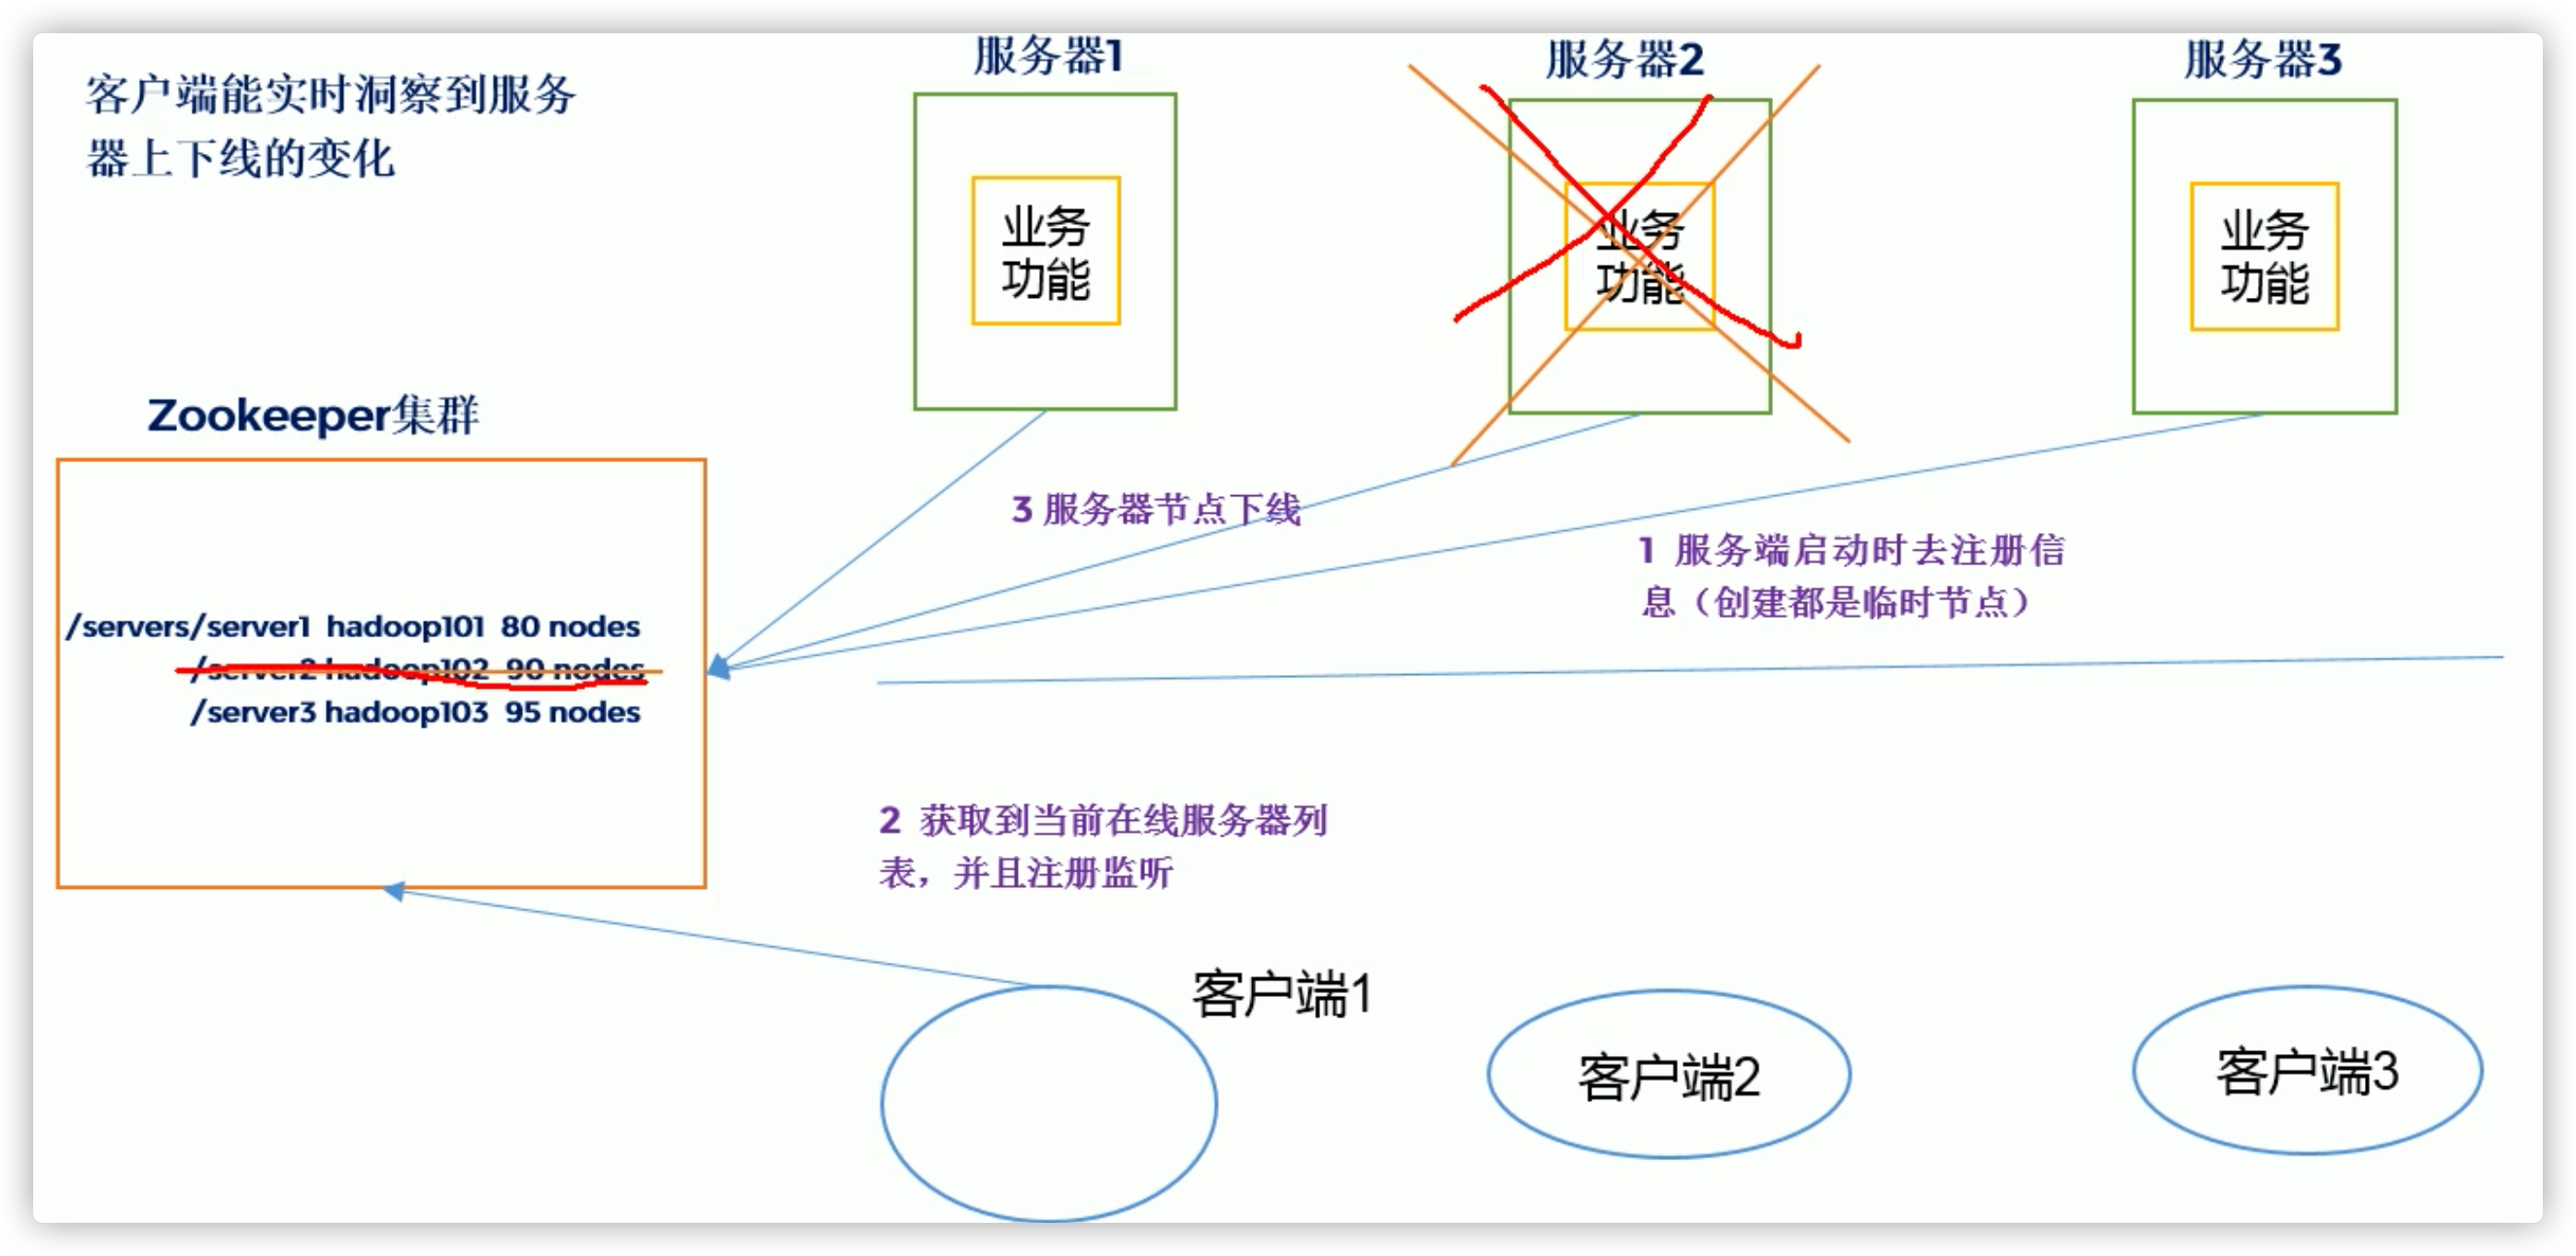 客户端能实时洞察到服务
器上下线的变化
服务器1
服务器2
服务器3
业务
功能
业务
功能
业务
功能
Zookeeper集群
/servers/server1 hadoop101 80 nodes
/server2 hadoop102 90 nodes
/server3 hadoop103 95 nodes
3 服务器节点下线
1 服务端启动时去注册信
息（创建都是临时节点）
2 获取到当前在线服务器列
表，并且注册监听
客户端1
客户端2
客户端3